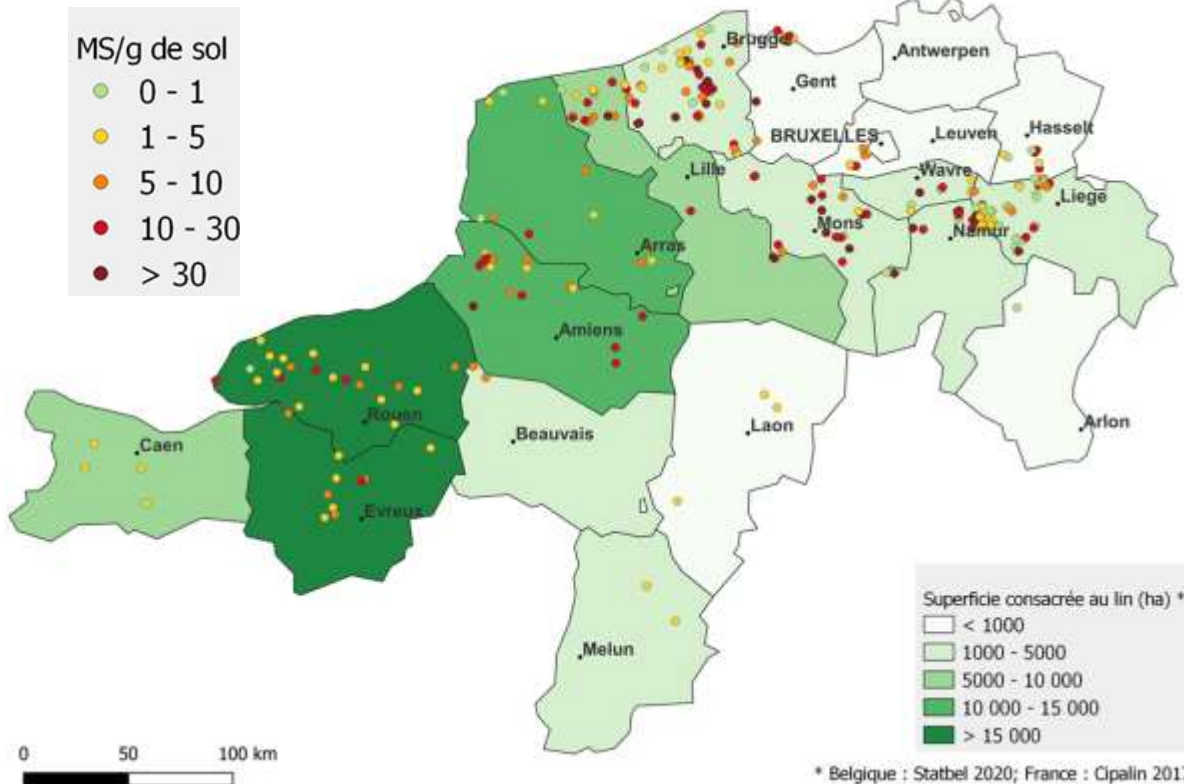 MS/g de sol
0 - 1
1 - 5
5 - 10
10 - 30
> 30
Brugge
Antwerpen
Gent
BRUXELLES
Leuven
Hasselt
Lille
Wavre
Liege
Mons
Namur
Arras
Amiens
Rouen
Caen
Beauvais
Laon
Arlon
Evreux
Melun
Superficie consacrée au lin (ha) *
< 1000
1000 - 5000
5000 - 10 000
10 000 - 15 000
> 15 000
0 50 100 km
* Belgique : Statbel 2020; France : Cipalin 2017